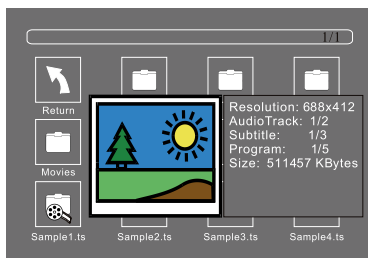 1/1
Return
Resolution: 688x412
AudioTrack: 1/2
Subtitle: 1/3
Program: 1/5
Size: 511457 KBytes
Movies
Sample1.ts
Sample2.ts
Sample3.ts
Sample4.ts